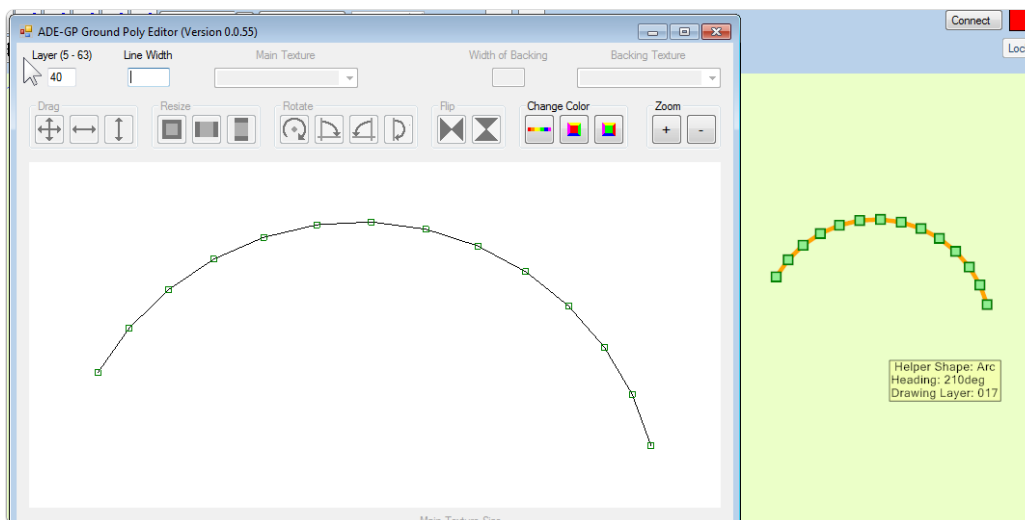 ADE-GP Ground Poly Editor (Version 0.0.55)
Connect
Layer (5 - 63) Line Width Main Texture Width of Backing Backing Texture
40
Drag Resize Rotate Flip Change Color Zoom
+ -
Helper Shape: Arc
Heading: 210deg
Drawing Layer: 017